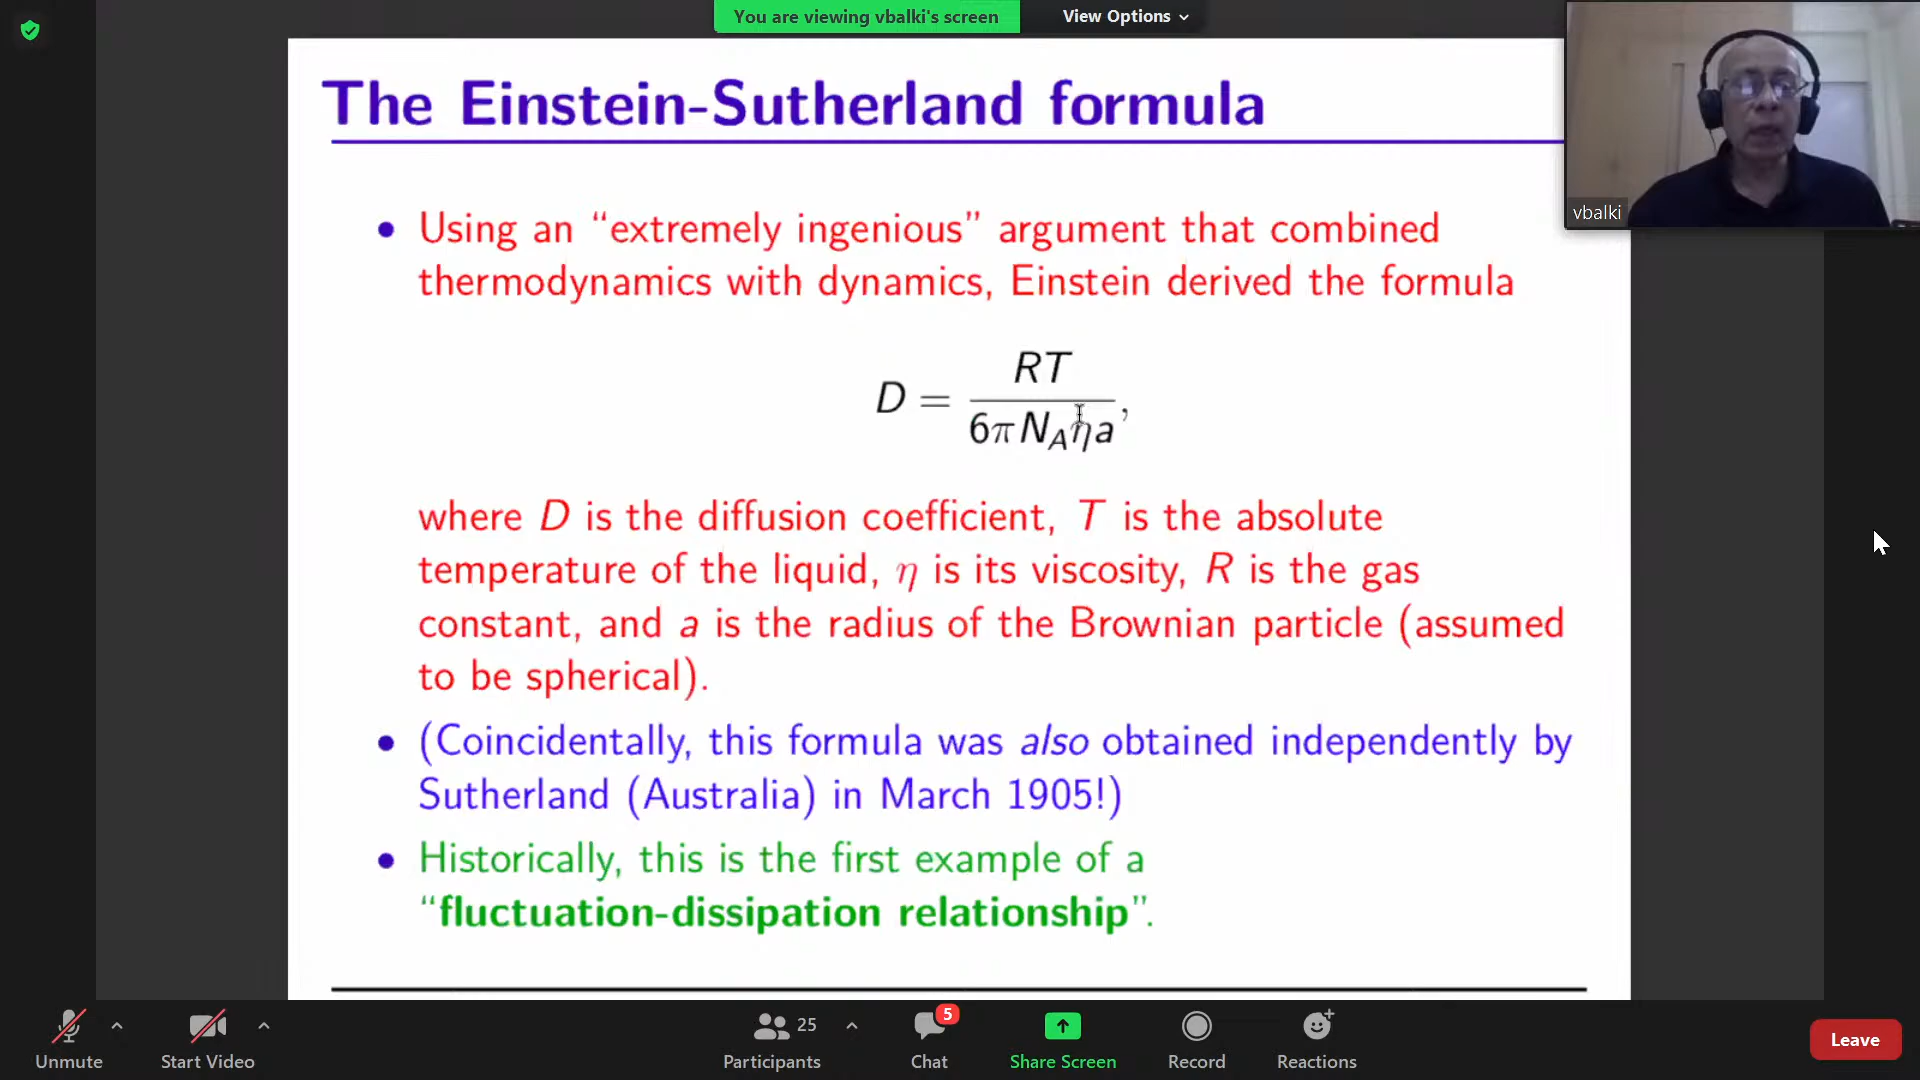 You are viewing vbalki's screen
View Options
The Einstein-Sutherland formula
vbalki
• Using an “extremely ingenious” argument that combined
thermodynamics with dynamics, Einstein derived the formula
D = RT / 6πN_Aηa,
where D is the diffusion coefficient, T is the absolute
temperature of the liquid, η is its viscosity, R is the gas
constant, and a is the radius of the Brownian particle (assumed
to be spherical).
• (Coincidentally, this formula was also obtained independently by
Sutherland (Australia) in March 1905!)
• Historically, this is the first example of a
“fluctuation-dissipation relationship”.
25
5
Unmute
Start Video
Participants
Chat
Share Screen
Record
Reactions
Leave